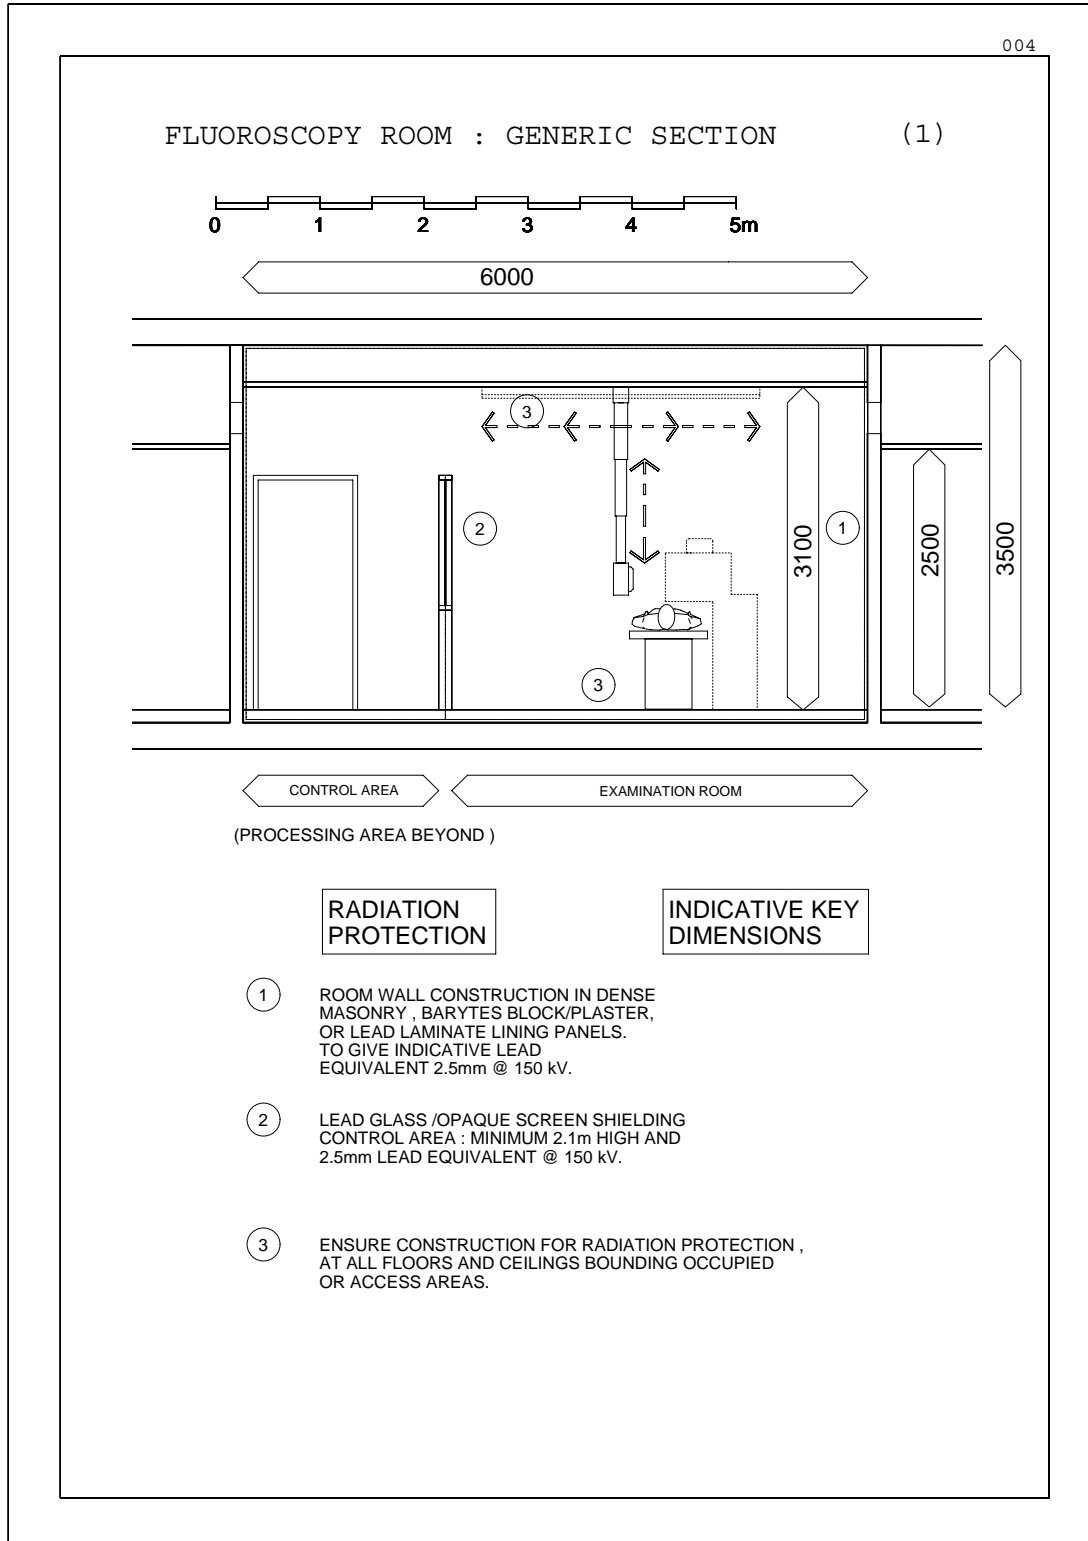 004
FLUOROSCOPY ROOM : GENERIC SECTION (1)
0 1 2 3 4 5m
6000
3
2
3100
1
2500
3500
3
CONTROL AREA
EXAMINATION ROOM
(PROCESSING AREA BEYOND )
RADIATION
PROTECTION
INDICATIVE KEY
DIMENSIONS
1 ROOM WALL CONSTRUCTION IN DENSE
MASONRY , BARYTES BLOCK/PLASTER,
OR LEAD LAMINATE LINING PANELS.
TO GIVE INDICATIVE LEAD
EQUIVALENT 2.5mm @ 150 kV.
2 LEAD GLASS /OPAQUE SCREEN SHIELDING
CONTROL AREA : MINIMUM 2.1m HIGH AND
2.5mm LEAD EQUIVALENT @ 150 kV.
3 ENSURE CONSTRUCTION FOR RADIATION PROTECTION ,
AT ALL FLOORS AND CEILINGS BOUNDING OCCUPIED
OR ACCESS AREAS.